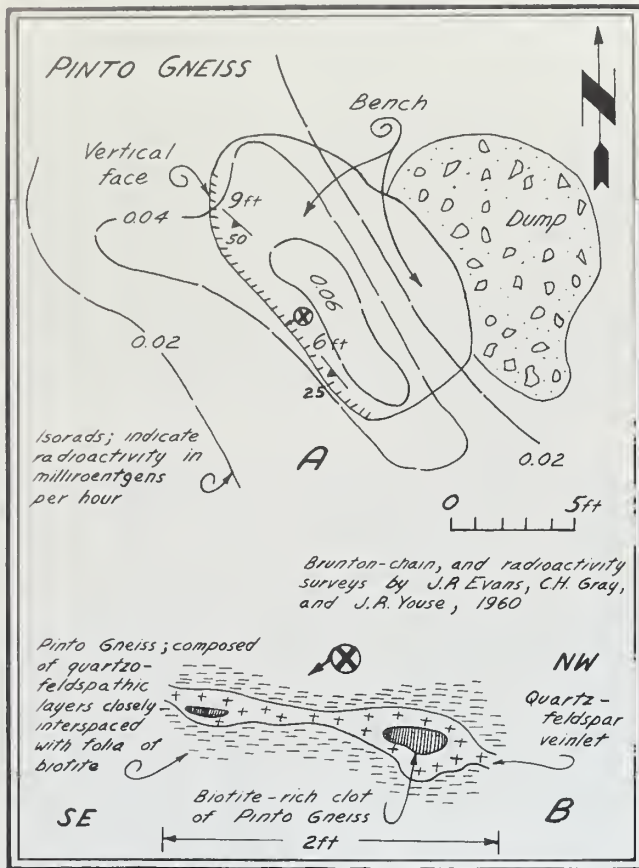 PINTO GNEISS
N
Bench
Vertical
face
9ft
0.04
50
Dump
0.06
6ft
0.02
25
Isorads; indicate
radioactivity in
milliroentgens
per hour
A
0.02
0 5ft
Brunton-chain, and radioactivity
surveys by J.R Evans, C.H. Gray,
and J.R. Youse, 1960
Pinto Gneiss; composed
of quartzo-
feldspathic
layers closely
interspaced
with folia of
biotite
NW
Quartz-
feldspar
veinlet
Biotite-rich clot
of Pinto Gneiss
SE
B
2ft